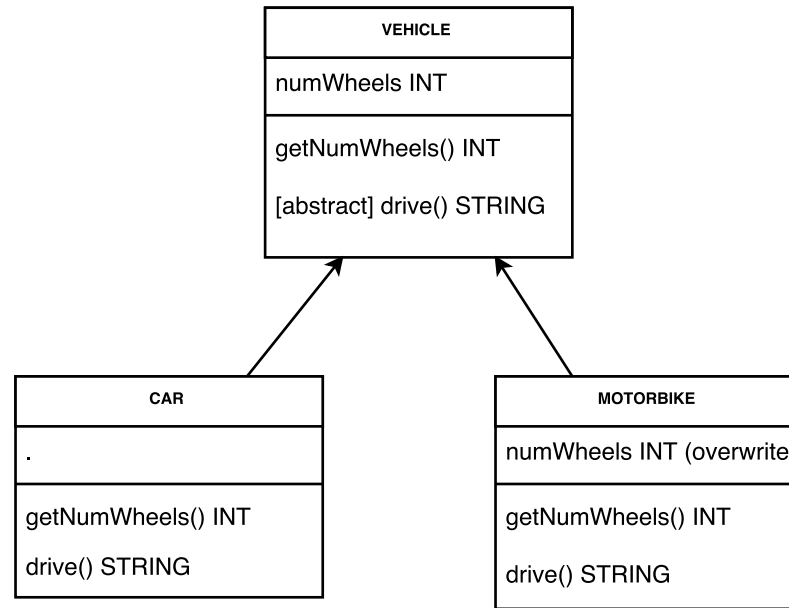 VEHICLE
numWheels INT
getNumWheels() INT
[abstract] drive() STRING
CAR
.
getNumWheels() INT
drive() STRING
MOTORBIKE
numWheels INT (overwrite
getNumWheels() INT
drive() STRING